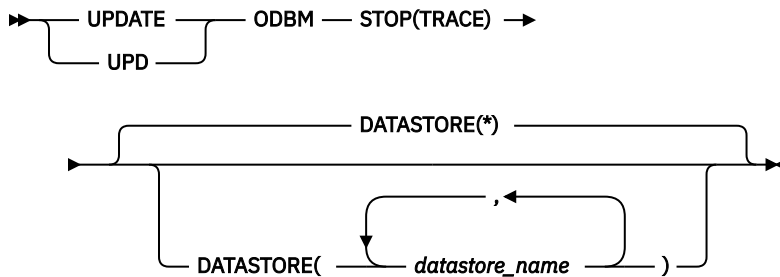 UPDATE ODBM STOP(TRACE)
UPD
DATASTORE(*)
,
DATASTORE( datastore_name )